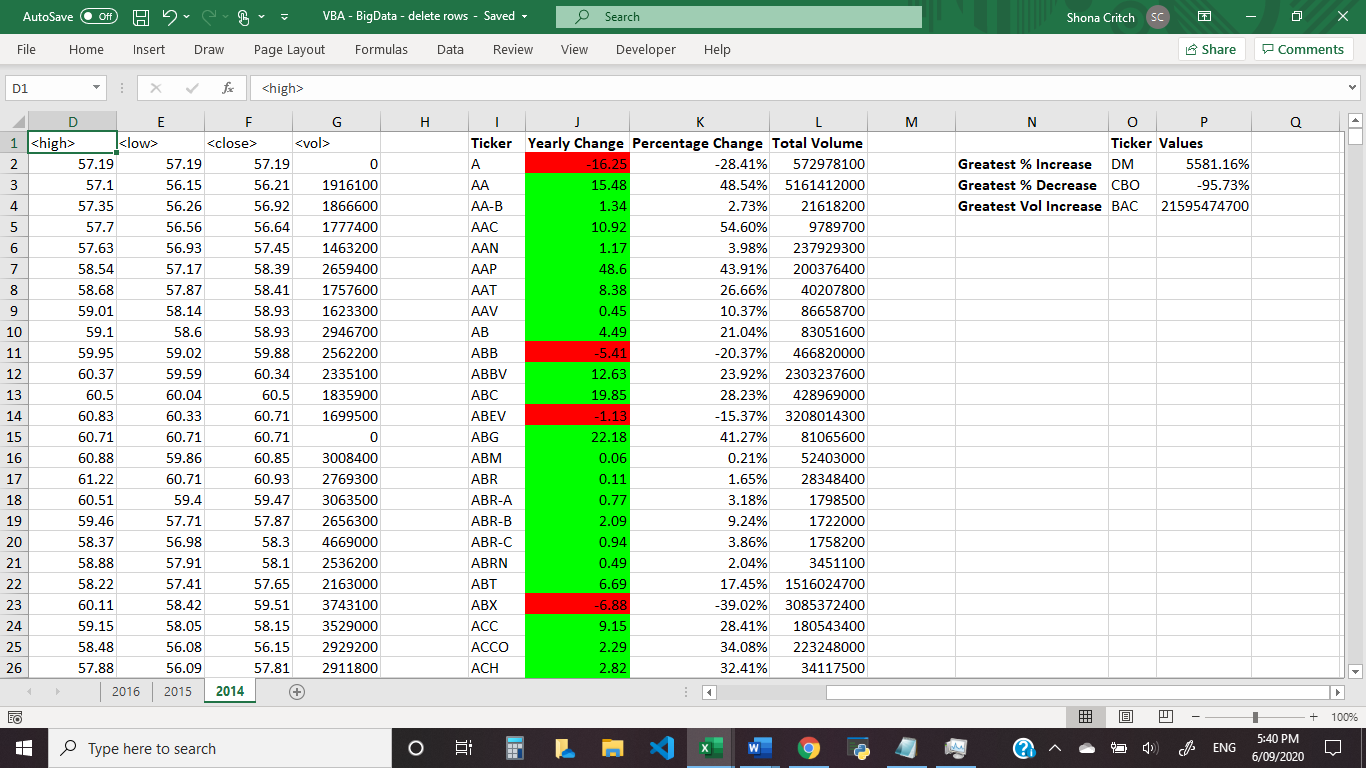 AutoSave Off VBA - BigData - delete rows - Saved Search Shona Critch SC
File Home Insert Draw Page Layout Formulas Data Review View Developer Help Share Comments
D1 fx <high>
D E F G H I J K L M N O P Q
1 <high> <low> <close> <vol> Ticker Yearly Change Percentage Change Total Volume Ticker Values
2 57.19 57.19 57.19 0 A -16.25 -28.41% 572978100 Greatest % Increase DM 5581.16%
3 57.1 56.15 56.21 1916100 AA 15.48 48.54% 5161412000 Greatest % Decrease CBO -95.73%
4 57.35 56.26 56.92 1866600 AA-B 1.34 2.73% 21618200 Greatest Vol Increase BAC 21595474700
5 57.7 56.56 56.64 1777400 AAC 10.92 54.60% 9789700
6 57.63 56.93 57.45 1463200 AAN 1.17 3.98% 237929300
7 58.54 57.17 58.39 2659400 AAP 48.6 43.91% 200376400
8 58.68 57.87 58.41 1757600 AAT 8.38 26.66% 40207800
9 59.01 58.14 58.93 1623300 AAV 0.45 10.37% 86658700
10 59.1 58.6 58.93 2946700 AB 4.49 21.04% 83051600
11 59.95 59.02 59.88 2562200 ABB -5.41 -20.37% 466820000
12 60.37 59.59 60.34 2335100 ABBV 12.63 23.92% 2303237600
13 60.5 60.04 60.5 1835900 ABC 19.85 28.23% 428969000
14 60.83 60.33 60.71 1699500 ABEV -1.13 -15.37% 3208014300
15 60.71 60.71 60.71 0 ABG 22.18 41.27% 81065600
16 60.88 59.86 60.85 3008400 ABM 0.06 0.21% 52403000
17 61.22 60.71 60.93 2769300 ABR 0.11 1.65% 28348400
18 60.51 59.4 59.47 3063500 ABR-A 0.77 3.18% 1798500
19 59.46 57.71 57.87 2656300 ABR-B 2.09 9.24% 1722000
20 58.37 56.98 58.3 4669000 ABR-C 0.94 3.86% 1758200
21 58.88 57.91 58.1 2536200 ABRN 0.49 2.04% 3451100
22 58.22 57.41 57.65 2163000 ABT 6.69 17.45% 1516024700
23 60.11 58.42 59.51 3743100 ABX -6.88 -39.02% 3085372400
24 59.15 58.05 58.15 3529000 ACC 9.15 28.41% 180543400
25 58.48 56.08 56.15 2929200 ACCO 2.29 34.08% 223248000
26 57.88 56.09 57.81 2911800 ACH 2.82 32.41% 34117500
2016 2015 2014
100%
Type here to search ENG 5:40 PM
6/09/2020